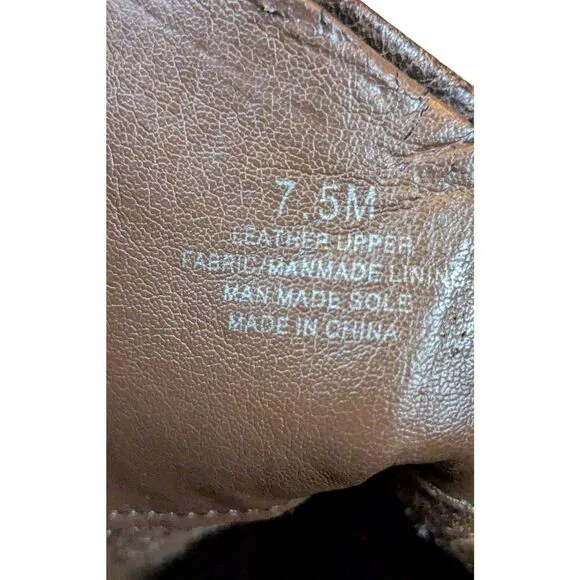 7.5M
LEATHER UPPER
FABRIC/MANMADE LINING
MAN MADE SOLE
MADE IN CHINA